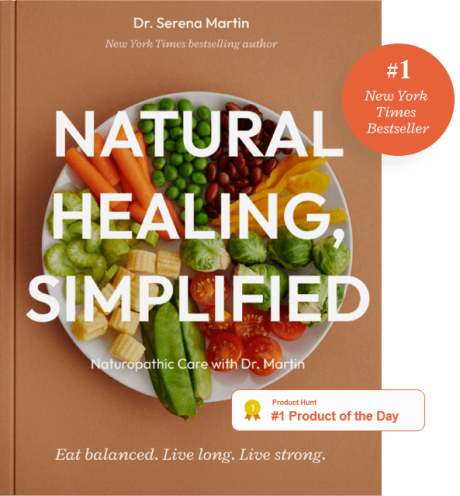 Dr. Serena Martin
New York Times bestselling author
#1
New York
Times
Bestseller
NATURAL
HEALING,
SIMPLIFIED
Naturopathic Care with Dr. Martin
1
Product Hunt
#1 Product of the Day
Eat balanced. Live long. Live strong.